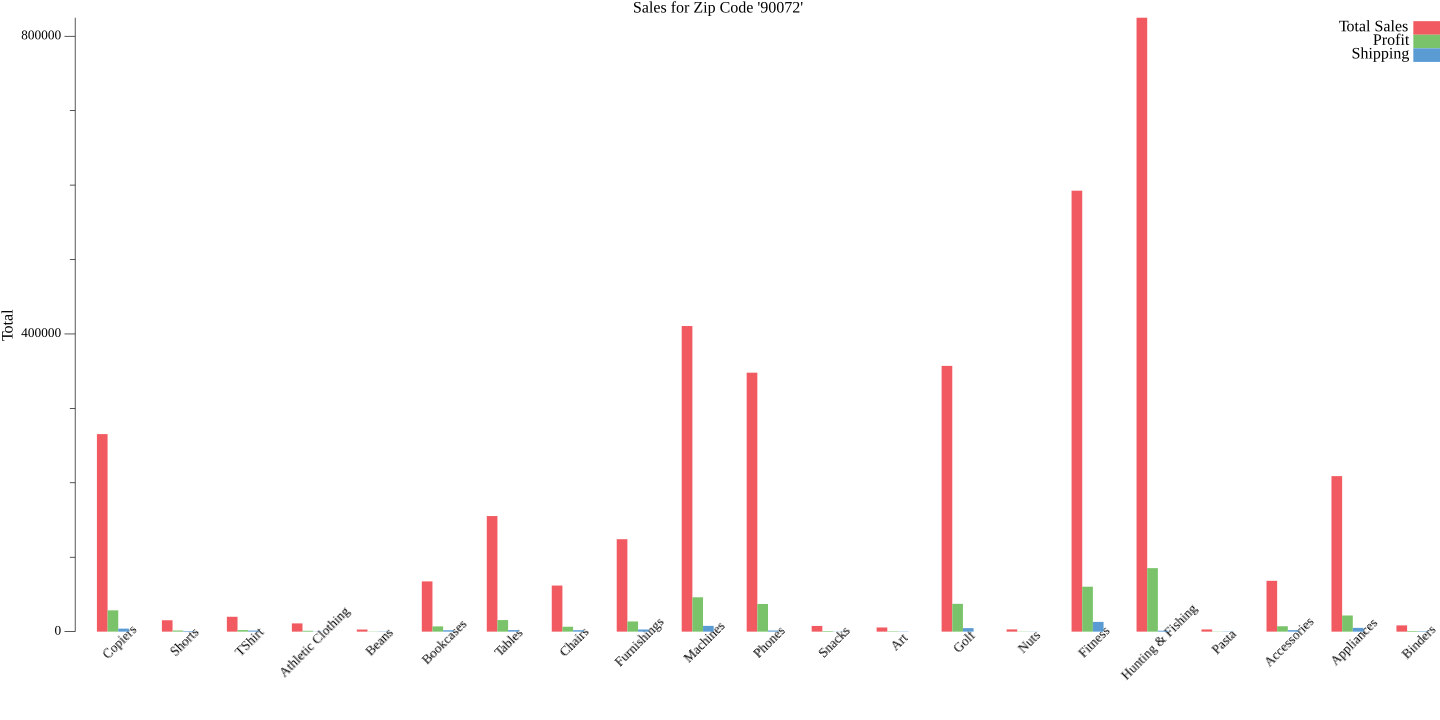 Sales for Zip Code '90072'
Total Sales
Profit
Shipping
Total
800000
400000
0
Copiers
Shorts
TShirt
Athletic Clothing
Beans
Bookcases
Tables
Chairs
Furnishings
Machines
Phones
Snacks
Art
Golf
Nuts
Fitness
Hunting & Fishing
Pasta
Accessories
Appliances
Binders